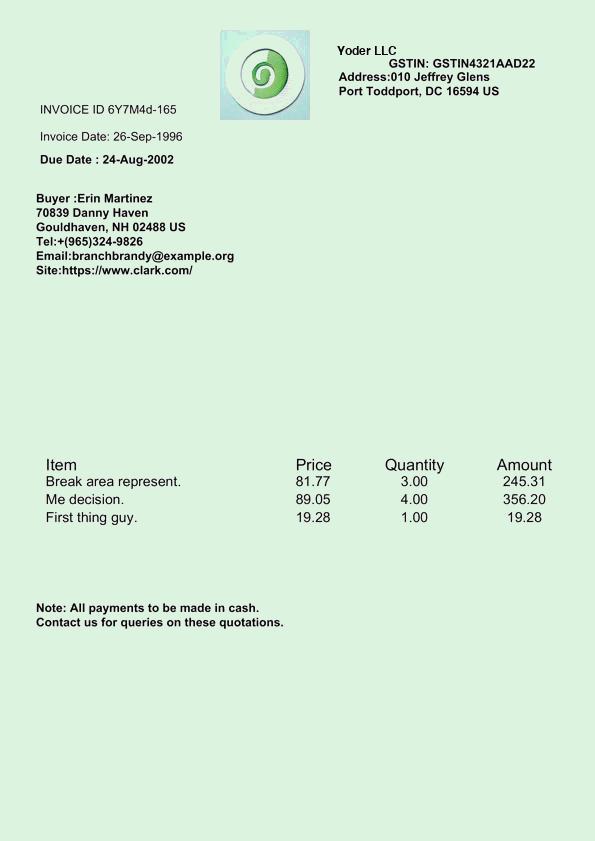 Yoder LLC
GSTIN: GSTIN4321AAD22
Address:010 Jeffrey Glens
Port Toddport, DC 16594 US
INVOICE ID 6Y7M4d-165
Invoice Date: 26-Sep-1996
Due Date : 24-Aug-2002
Buyer :Erin Martinez
70839 Danny Haven
Gouldhaven, NH 02488 US
Tel:+(965)324-9826
Email:branchbrandy@example.org
Site:https://www.clark.com/
Item Price Quantity Amount
Break area represent. 81.77 3.00 245.31
Me decision. 89.05 4.00 356.20
First thing guy. 19.28 1.00 19.28
Note: All payments to be made in cash.
Contact us for queries on these quotations.